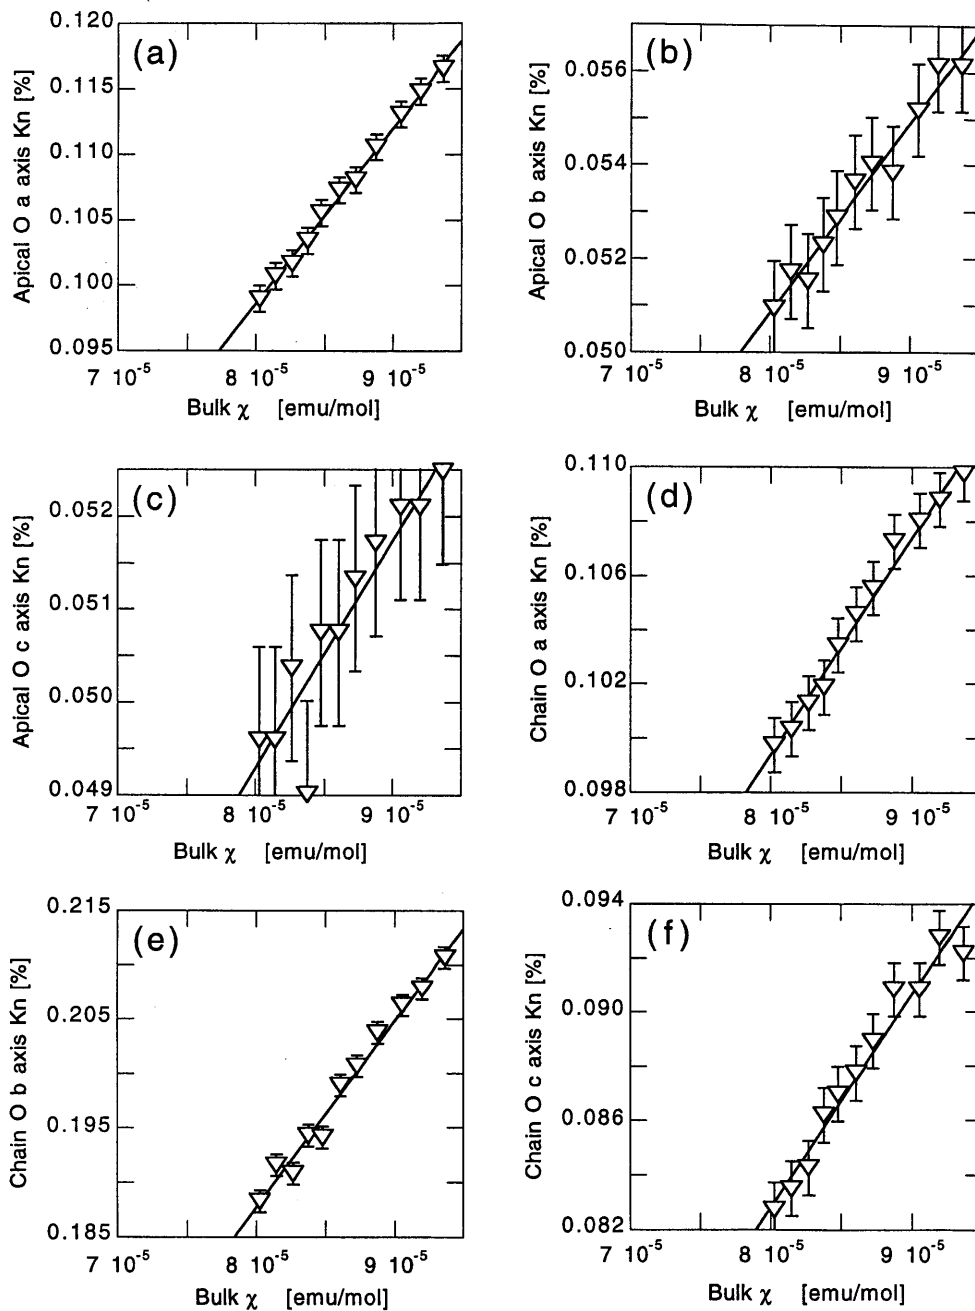 (a)
Apical O a axis Kn [%]
0.120
0.115
0.110
0.105
0.100
0.095
7 10-5 8 10-5 9 10-5
Bulk χ [emu/mol]
(b)
Apical O b axis Kn [%]
0.056
0.054
0.052
0.050
7 10-5 8 10-5 9 10-5
Bulk χ [emu/mol]
(c)
Apical O c axis Kn [%]
0.052
0.051
0.050
0.049
7 10-5 8 10-5 9 10-5
Bulk χ [emu/mol]
(d)
Chain O a axis Kn [%]
0.110
0.106
0.102
0.098
7 10-5 8 10-5 9 10-5
Bulk χ [emu/mol]
(e)
Chain O b axis Kn [%]
0.215
0.205
0.195
0.185
7 10-5 8 10-5 9 10-5
Bulk χ [emu/mol]
(f)
Chain O c axis Kn [%]
0.094
0.090
0.086
0.082
7 10-5 8 10-5 9 10-5
Bulk χ [emu/mol]